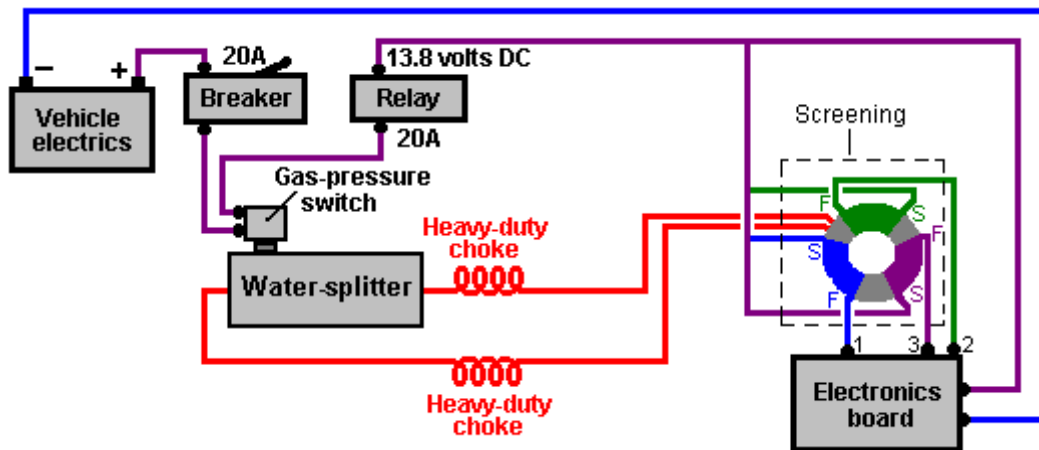 20A
13.8 volts DC
− +
Breaker
Relay
Vehicle
electrics
20A
Screening
Gas-pressure
switch
F S
F
S
S
F
Heavy-duty
choke
Water-splitter
1 3 2
Heavy-duty
choke
Electronics
board